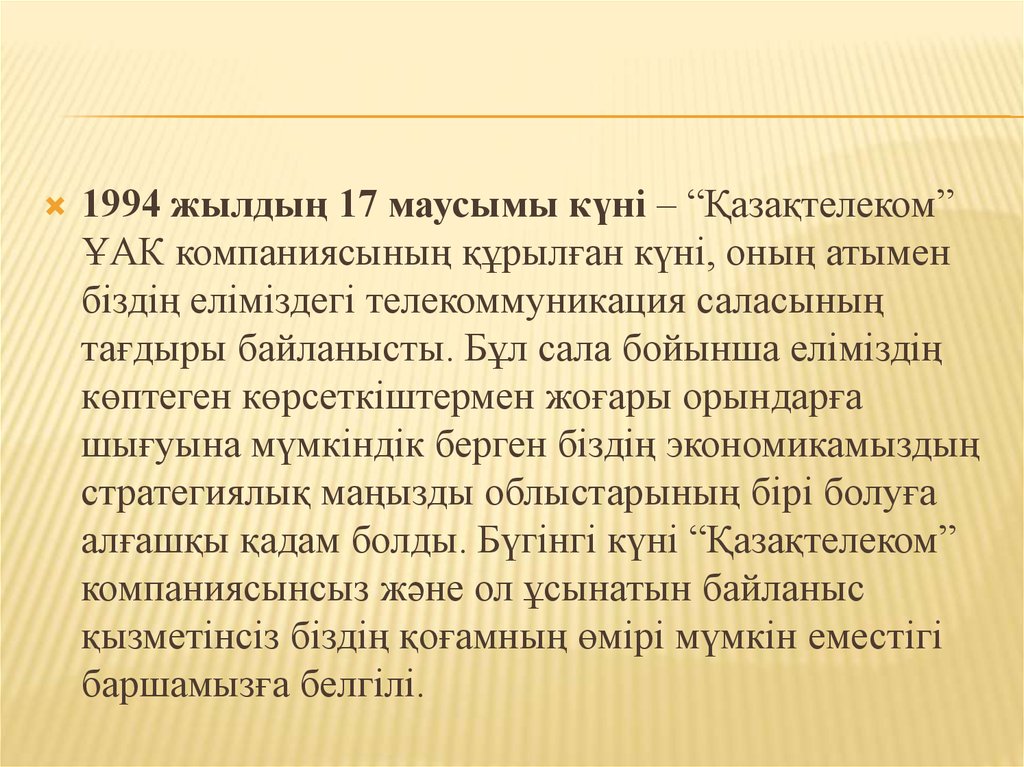 1994 жылдың 17 маусымы күні – “Қазақтелеком”
ҰАК компаниясының құрылған күні, оның атымен
біздің еліміздегі телекоммуникация саласының
тағдыры байланысты. Бұл сала бойынша еліміздің
көптеген көрсеткіштермен жоғары орындарға
шығуына мүмкіндік берген біздің экономикамыздың
стратегиялық маңызды облыстарының бірі болуға
алғашқы қадам болды. Бүгінгі күні “Қазақтелеком”
компаниясынсыз және ол ұсынатын байланыс
қызметінсіз біздің қоғамның өмірі мүмкін еместігі
баршамызға белгілі.